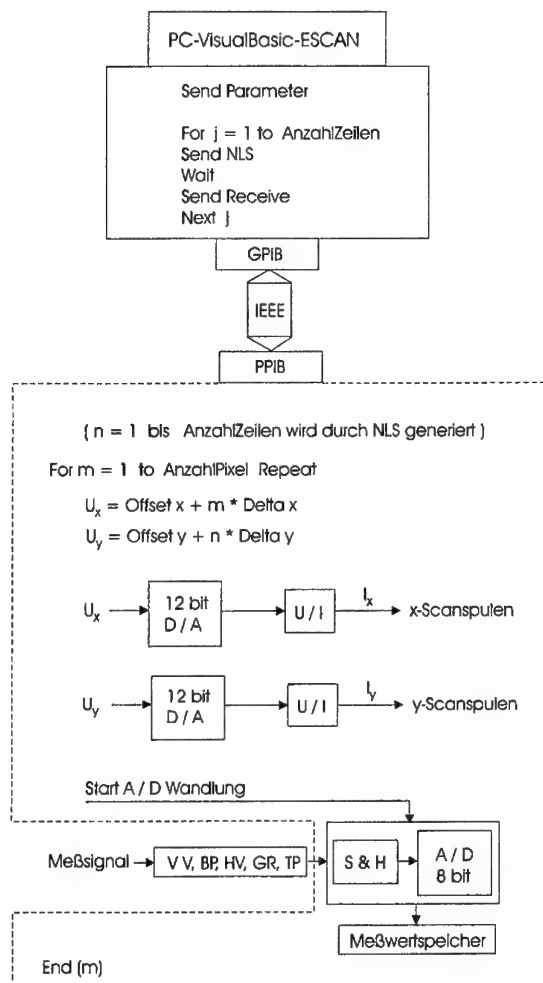 PC-VisualBasic-ESCAN
Send Parameter
For j = 1 to AnzahlZeilen
Send NLS
Wait
Send Receive
Next j
GPIB
IEEE
PPIB
( n = 1 bis AnzahlZeilen wird durch NLS generiert )
For m = 1 to AnzahlPixel Repeat
Ux = Offset x + m * Delta x
Uy = Offset y + n * Delta y
Ux 12 bit D / A U / I Ix x-Scanspulen
Uy 12 bit D / A U / I Iy y-Scanspulen
Start A / D Wandlung
Meßsignal V V, BP, HV, GR, TP S & H A / D 8 bit
Meßwertspeicher
End (m)